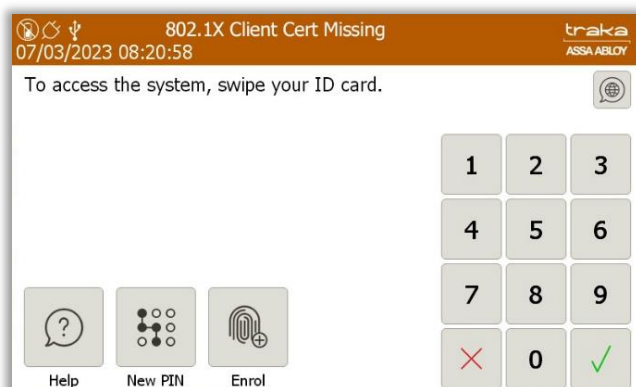 802.1X Client Cert Missing
traka
07/03/2023 08:20:58
ASSA ABLOY
To access the system, swipe your ID card.
1 2 3
4 5 6
7 8 9
0
Help New PIN Enrol